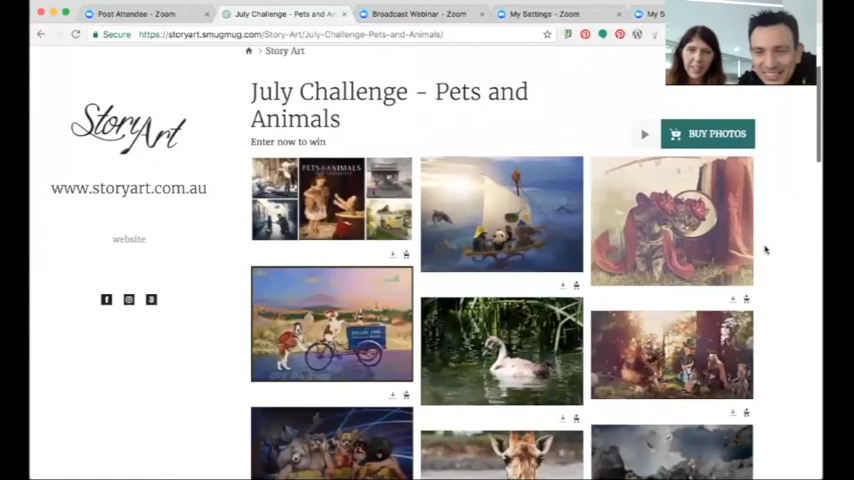 Post Attendee - Zoom
July Challenge - Pets and An
Broadcast Webinar - Zoom
My Settings - Zoom
My S
Secure
https://storyart.smugmug.com/Story-Art/July-Challenge-Pets-and-Animals/
> Story Art
July Challenge - Pets and
Animals
Enter now to win
BUY PHOTOS
StoryArt
www.storyart.com.au
website
PETS & ANIMALS